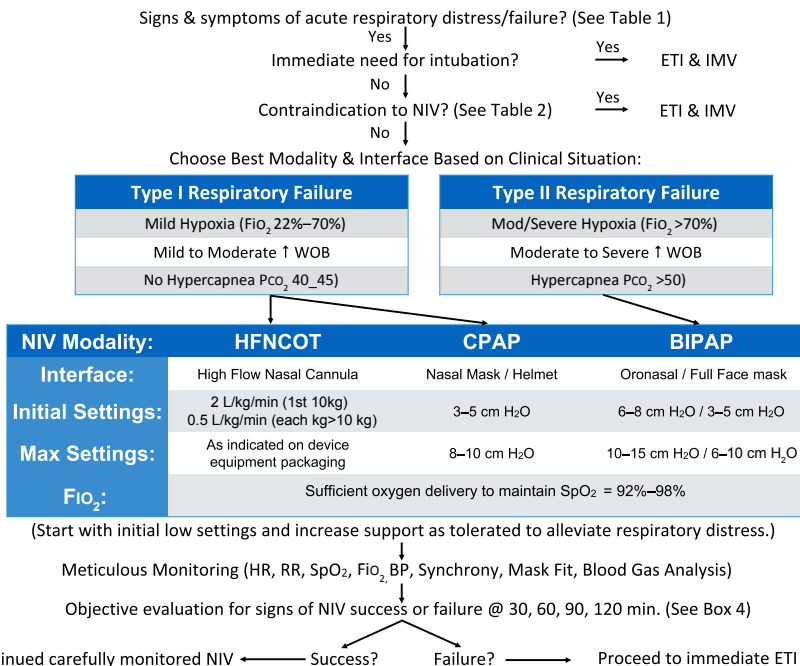 Signs & symptoms of acute respiratory distress/failure? (See Table 1)
Yes
Immediate need for intubation?
Yes
ETI & IMV
No
Contraindication to NIV? (See Table 2)
Yes
ETI & IMV
No
Choose Best Modality & Interface Based on Clinical Situation:
Type I Respiratory Failure
Mild Hypoxia (FiO2 22%–70%)
Mild to Moderate ↑ WOB
No Hypercapnea PCO2 40_45)
Type II Respiratory Failure
Mod/Severe Hypoxia (FiO2 >70%)
Moderate to Severe ↑ WOB
Hypercapnea PCO2 >50)
NIV Modality: HFNCOT CPAP BIPAP
Interface: High Flow Nasal Cannula Nasal Mask / Helmet Oronasal / Full Face mask
Initial Settings: 2 L/kg/min (1st 10kg)
0.5 L/kg/min (each kg>10 kg) 3–5 cm H2O 6–8 cm H2O / 3–5 cm H2O
Max Settings: As indicated on device
equipment packaging 8–10 cm H2O 10–15 cm H2O / 6–10 cm H2O
FIO2: Sufficient oxygen delivery to maintain SpO2 = 92%–98%
(Start with initial low settings and increase support as tolerated to alleviate respiratory distress.)
Meticulous Monitoring (HR, RR, SpO2, FiO2, BP, Synchrony, Mask Fit, Blood Gas Analysis)
Objective evaluation for signs of NIV success or failure @ 30, 60, 90, 120 min. (See Box 4)
inued carefully monitored NIV
Success?
Failure?
Proceed to immediate ETI